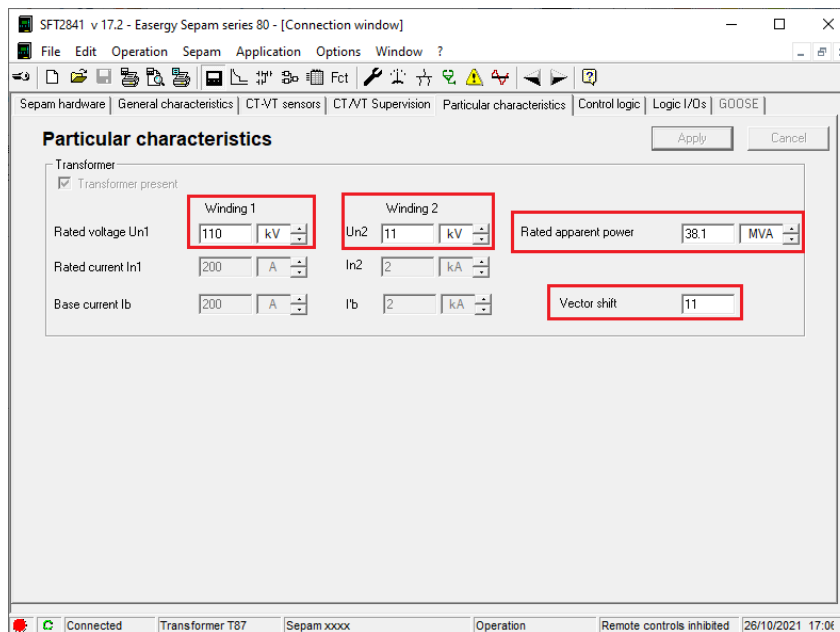 SFT2841 v 17.2 - Easergy Sepam series 80 - [Connection window]
File Edit Operation Sepam Application Options Window ?
Fct
Sepam hardware General characteristics CT-VT sensors CT/VT Supervision Particular characteristics Control logic Logic I/Os GOOSE
Particular characteristics Apply Cancel
Transformer
Transformer present
Winding 1 Winding 2
Rated voltage Un1 110 kV Un2 11 kV Rated apparent power 38.1 MVA
Rated current In1 200 A In2 2 kA
Base current Ib 200 A I'b 2 kA Vector shift 11
Connected Transformer T87 Sepam xxxx Operation Remote controls inhibited 26/10/2021